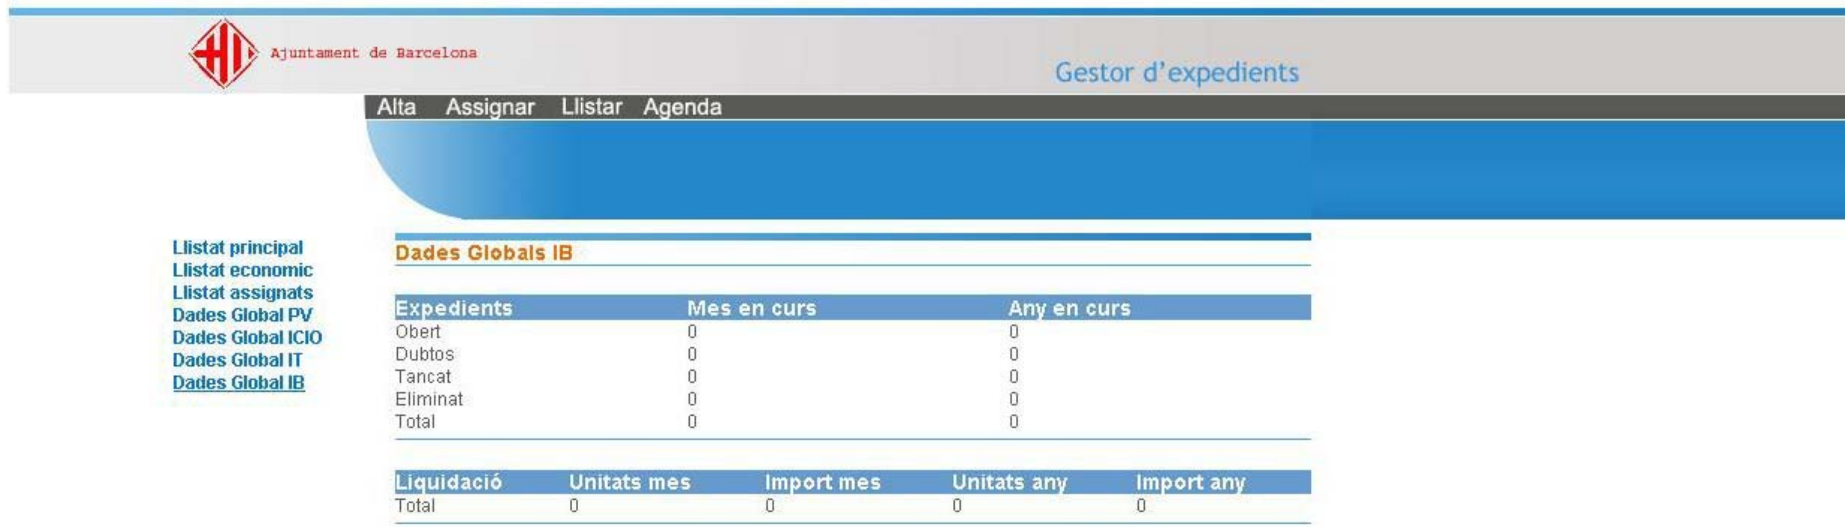 Ajuntament de Barcelona
Gestor d'expedients
Alta Assignar Llistar Agenda
Llistat principal
Llistat economic
Llistat assignats
Dades Global PV
Dades Global ICIO
Dades Global IT
Dades Global IB
Dades Globals IB
Expedients Mes en curs Any en curs
Obert 0 0
Dubtos 0 0
Tancat 0 0
Eliminat 0 0
Total 0 0
Liquidació Unitats mes Import mes Unitats any Import any
Total 0 0 0 0